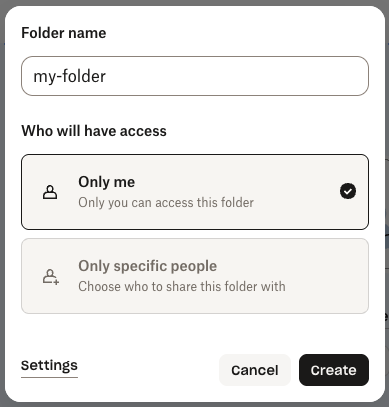 Folder name
my-folder
Who will have access
Only me
Only you can access this folder
Only specific people
Choose who to share this folder with
Settings
Cancel
Create